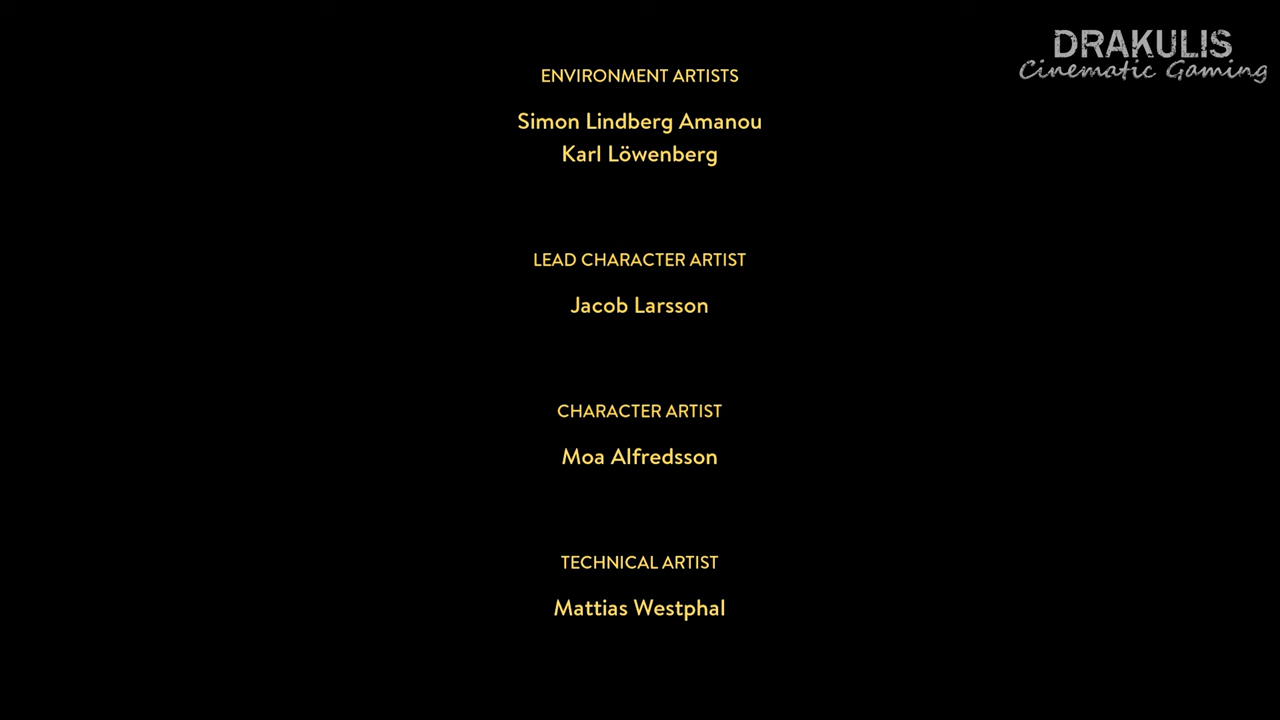 DRAKULIS
Cinematic Gaming
ENVIRONMENT ARTISTS
Simon Lindberg Amanou
Karl Löwenberg
LEAD CHARACTER ARTIST
Jacob Larsson
CHARACTER ARTIST
Moa Alfredsson
TECHNICAL ARTIST
Mattias Westphal